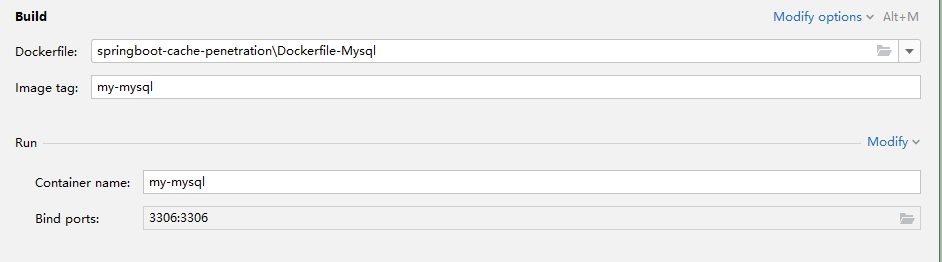 Build Modify options Alt+M
Dockerfile: springboot-cache-penetration\Dockerfile-Mysql
Image tag: my-mysql
Run Modify
Container name: my-mysql
Bind ports: 3306:3306